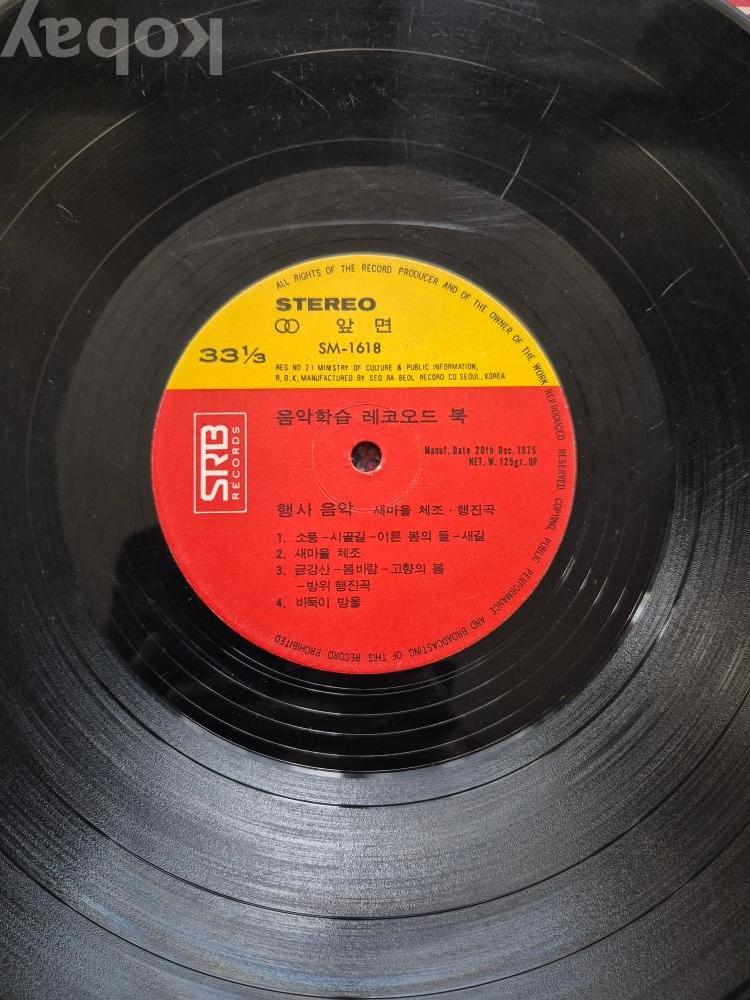 kobay
ALL RIGHTS OF THE RECORD PRODUCER AND OF THE OWNER OF THE WORK REPRODUCED RESERVED. COPYING, PUBLIC PERFORMANCE AND BROADCASTING OF THIS RECORD PROHIBITED
STEREO
앞 면
33 1/3
SM-1618
REG NO 21 MINISTRY OF CULTURE & PUBLIC INFORMATION,
R,O,K, MANUFACTURED BY SEO RA BEOL RECORD CO SEOUL, KOREA
음악학습 레코오드 북
SRB
RECORDS
Manuf. Date 20th Dec. 1975
NET. W. 125gr. UP
행사 음악 - 새마을 체조 · 행진곡
1. 소풍-시골길-이른 봄의 들-새길
2. 새마을 체조
3. 금강산-봄바람-고향의 봄
-방위 행진곡
4. 바둑이 방울